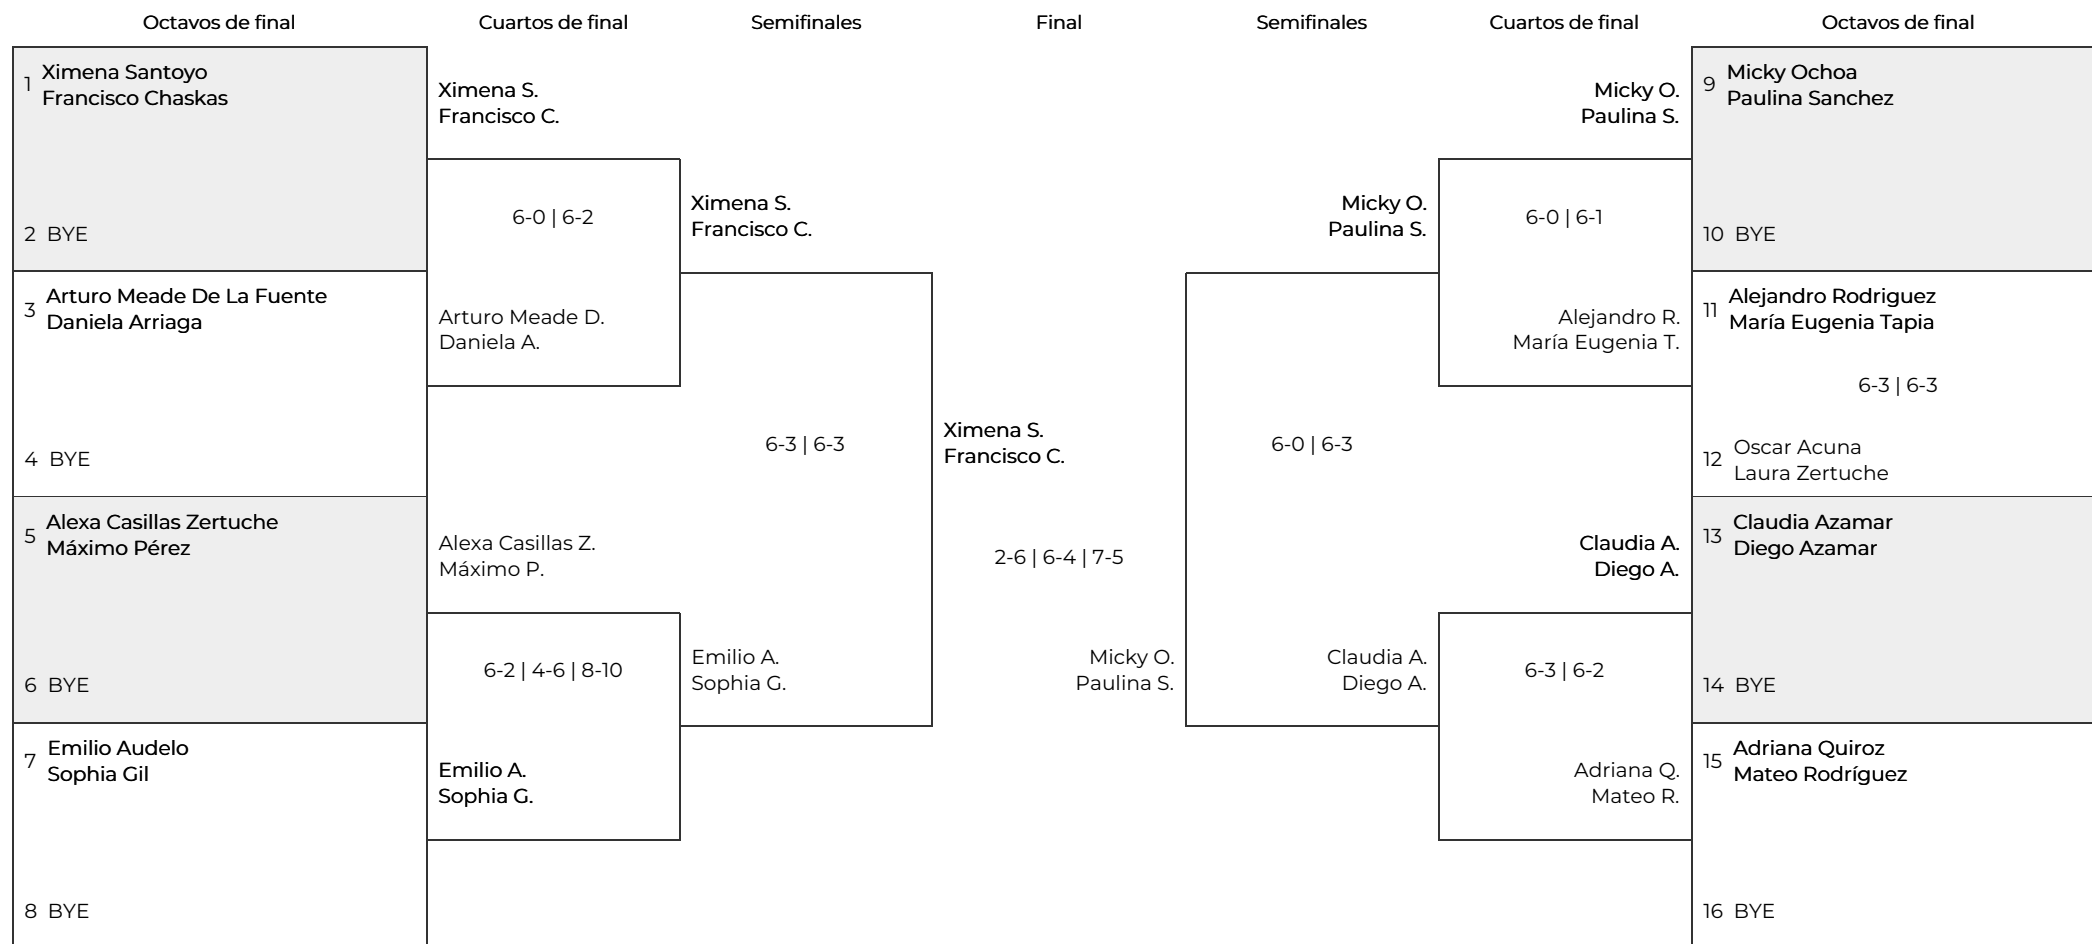 Octavos de final
Cuartos de final
Semifinales
Final
Semifinales
Cuartos de final
Octavos de final
1
Ximena Santoyo
Francisco Chaskas
2 BYE
3
Arturo Meade De La Fuente
Daniela Arriaga
4 BYE
5
Alexa Casillas Zertuche
Máximo Pérez
6 BYE
7
Emilio Audelo
Sophia Gil
8 BYE
Ximena S.
Francisco C.
6-0 | 6-2
Arturo Meade D.
Daniela A.
Alexa Casillas Z.
Máximo P.
6-2 | 4-6 | 8-10
Emilio A.
Sophia G.
Ximena S.
Francisco C.
6-3 | 6-3
Emilio A.
Sophia G.
Ximena S.
Francisco C.
2-6 | 6-4 | 7-5
Micky O.
Paulina S.
Micky O.
Paulina S.
6-0 | 6-3
Claudia A.
Diego A.
Micky O.
Paulina S.
6-0 | 6-1
Alejandro R.
María Eugenia T.
Claudia A.
Diego A.
6-3 | 6-2
Adriana Q.
Mateo R.
9
Micky Ochoa
Paulina Sanchez
10 BYE
11
Alejandro Rodriguez
María Eugenia Tapia
6-3 | 6-3
12
Oscar Acuna
Laura Zertuche
13
Claudia Azamar
Diego Azamar
14 BYE
15
Adriana Quiroz
Mateo Rodríguez
16 BYE